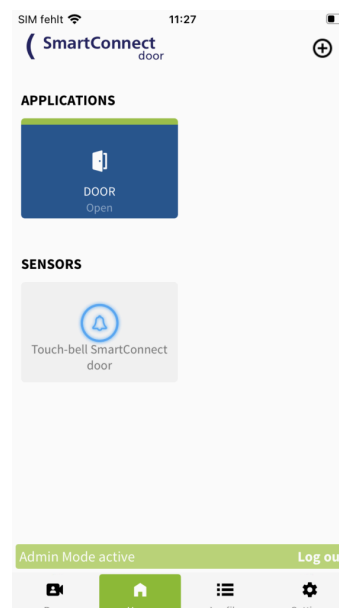 SIM fehlt 11:27
SmartConnect
door
APPLICATIONS
DOOR
Open
SENSORS
Touch-bell SmartConnect
door
Admin Mode active Log ou